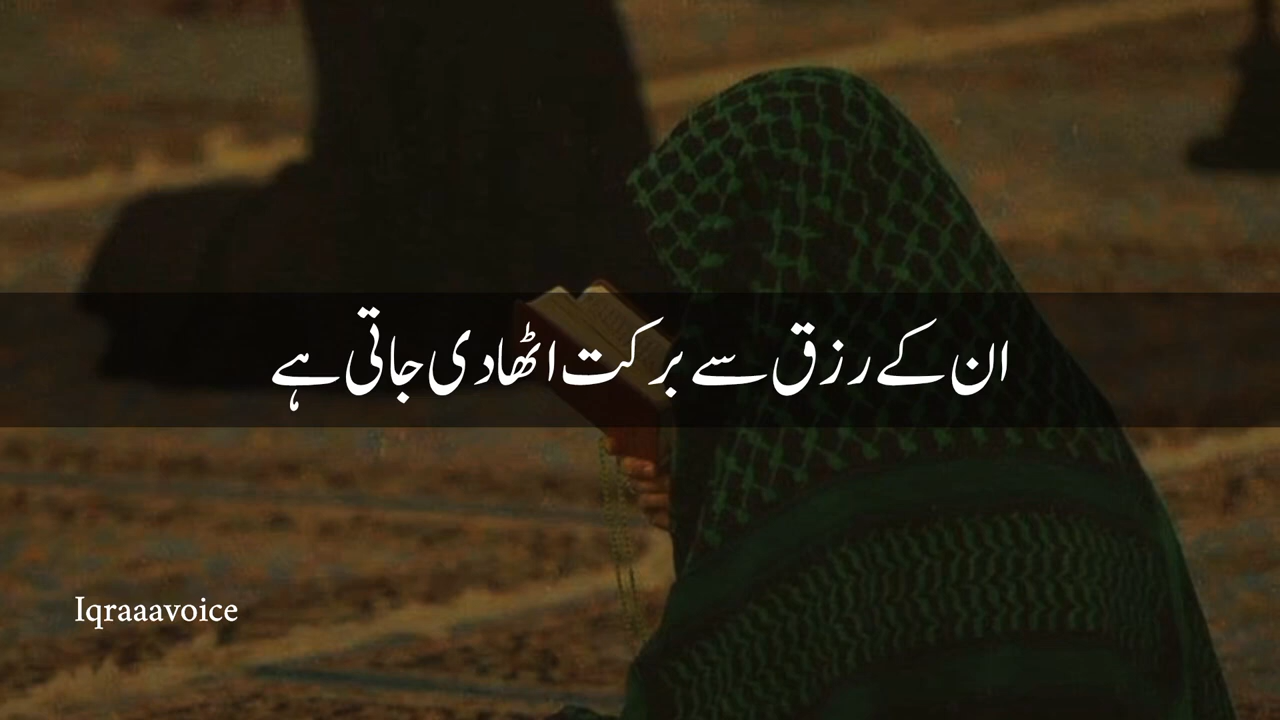 ان کے رزق سے برکت اٹھا دی جاتی ہے
Iqraaavoice